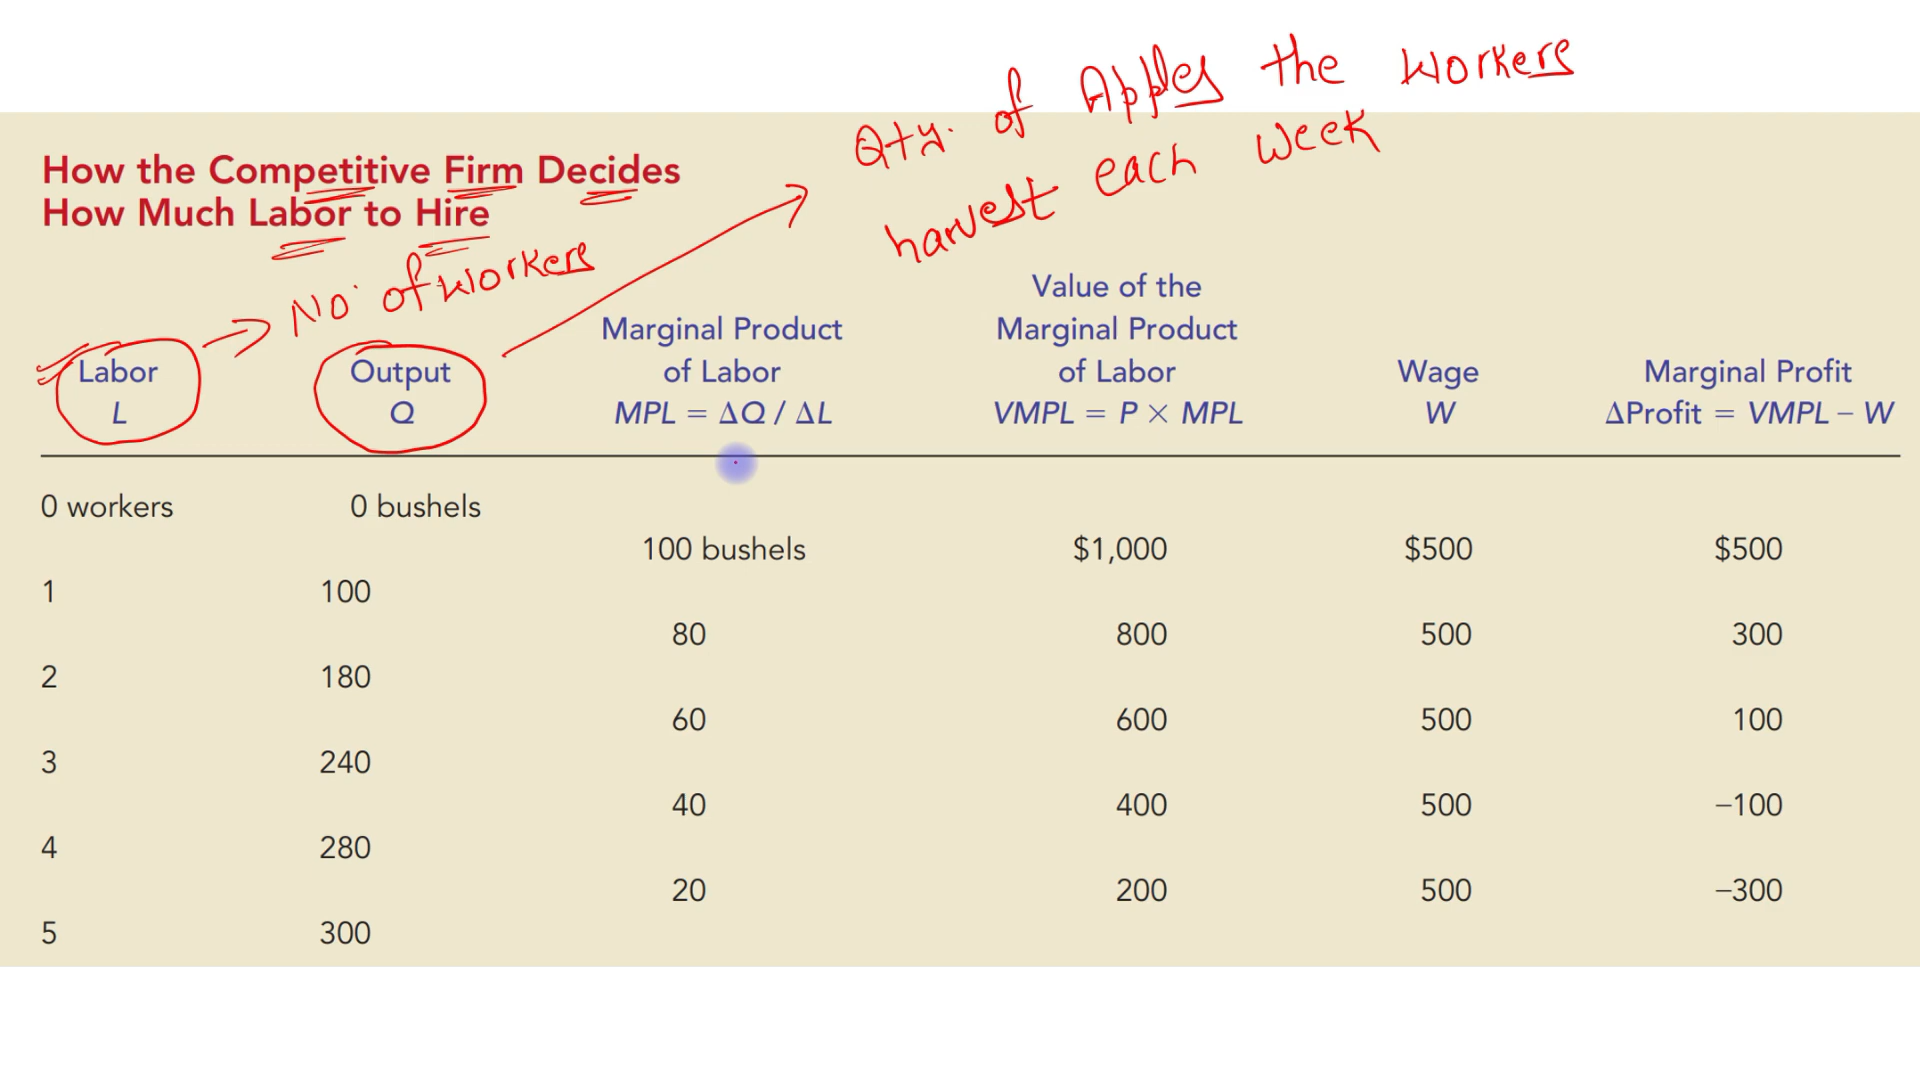 Qty. of Apples the workers
harvest each week
How the Competitive Firm Decides
How Much Labor to Hire
No. of workers
Labor
L
Output
Q
Marginal Product
of Labor
MPL = ΔQ / ΔL
Value of the
Marginal Product
of Labor
VMPL = P × MPL
Wage
W
Marginal Profit
ΔProfit = VMPL – W
0 workers 0 bushels
100 bushels $1,000 $500 $500
1 100
80 800 500 300
2 180
60 600 500 100
3 240
40 400 500 –100
4 280
20 200 500 –300
5 300